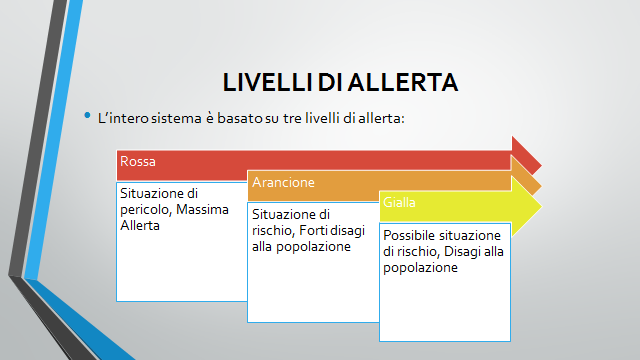 LIVELLI DI ALLERTA
• L'intero sistema è basato su tre livelli di allerta:
Rossa
Situazione di
pericolo, Massima
Allerta
Arancione
Situazione di
rischio, Forti disagi
alla popolazione
Gialla
Possibile situazione
di rischio, Disagi alla
popolazione